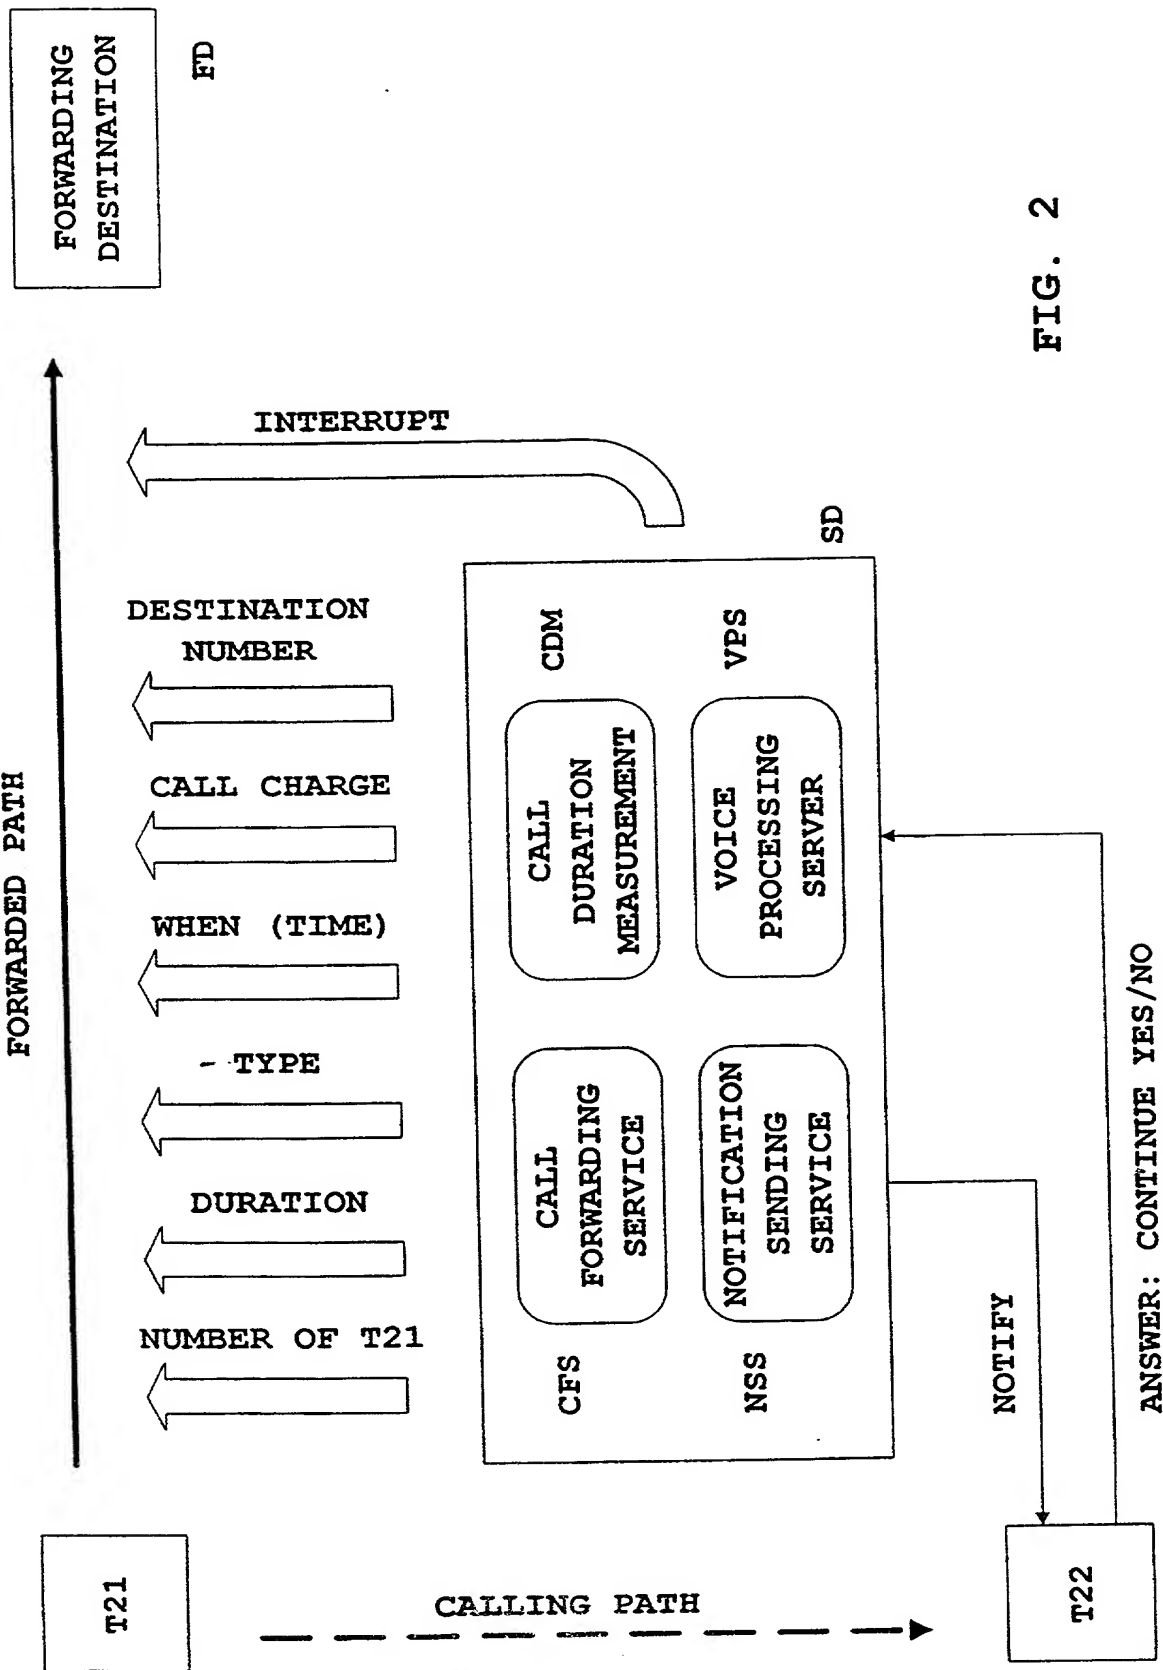 FORWARDED PATH
T21
FORWARDING
DESTINATION
FD
NUMBER OF T21
DURATION
- TYPE
WHEN (TIME)
CALL CHARGE
DESTINATION
NUMBER
INTERRUPT
CALLING PATH
CFS
CALL
FORWARDING
SERVICE
CALL
DURATION
MEASUREMENT
CDM
NSS
NOTIFICATION
SENDING
SERVICE
VOICE
PROCESSING
SERVER
VPS
SD
NOTIFY
T22
ANSWER: CONTINUE YES/NO
FIG. 2